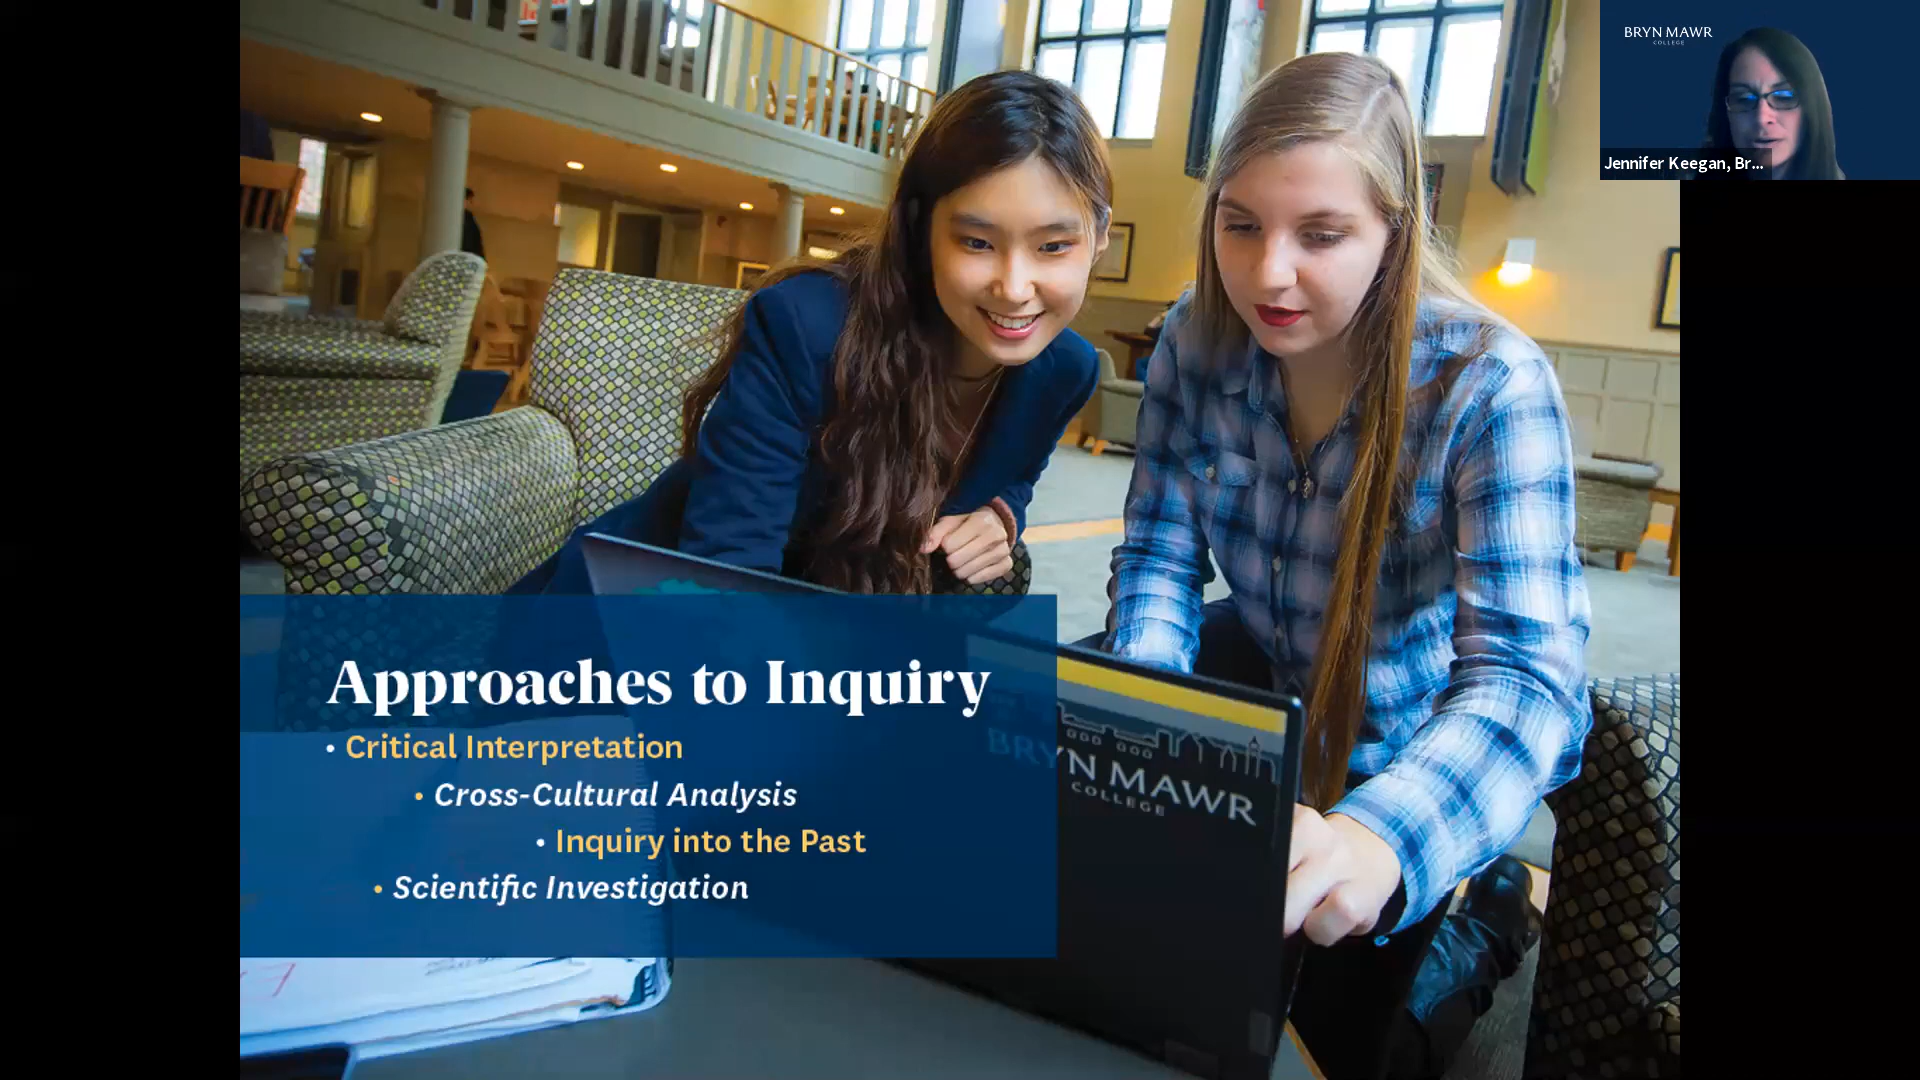 BRYN MAWR
COLLEGE
Jennifer Keegan, Br...
Approaches to Inquiry
• Critical Interpretation
• Cross-Cultural Analysis
• Inquiry into the Past
• Scientific Investigation
BRYN MAWR
COLLEGE